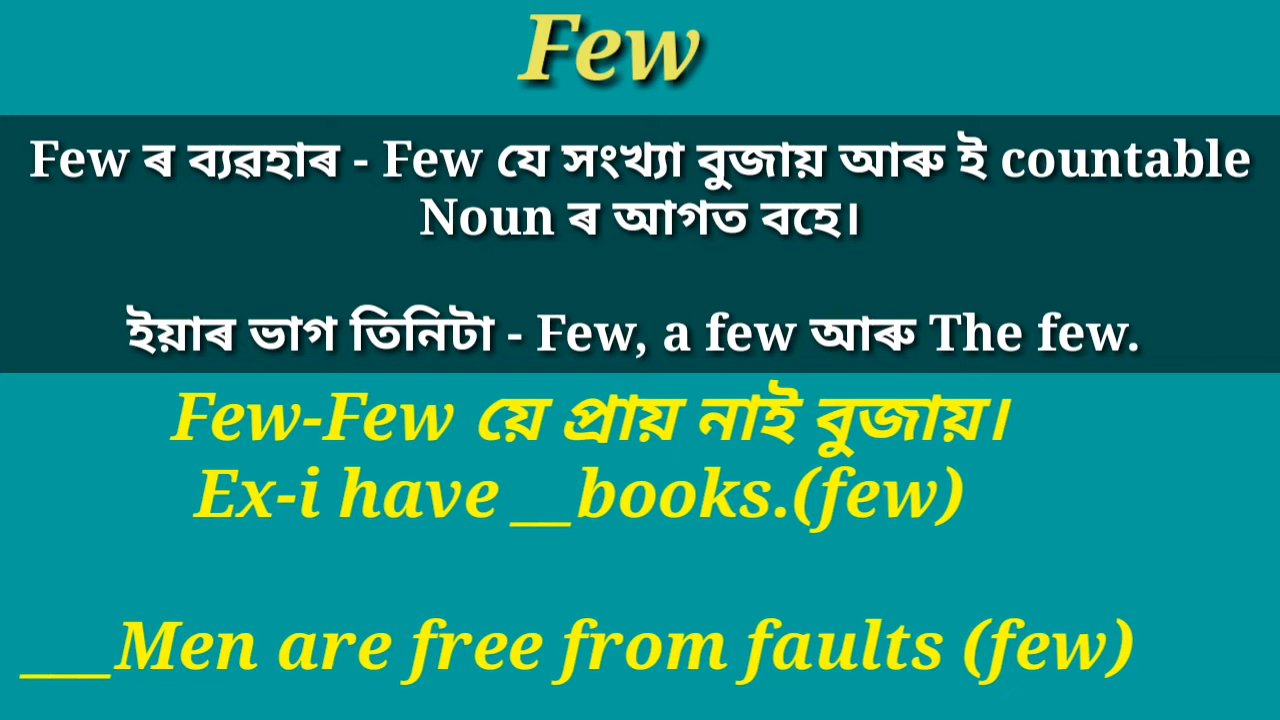 Few
Few ৰ ব্যৱহাৰ - Few যে সংখ্যা বুজায় আৰু ই countable
Noun ৰ আগত বহে।
ইয়াৰ ভাগ তিনিটা - Few, a few আৰু The few.
Few-Few য়ে প্ৰায় নাই বুজায়।
Ex-i have __books.(few)
___Men are free from faults (few)